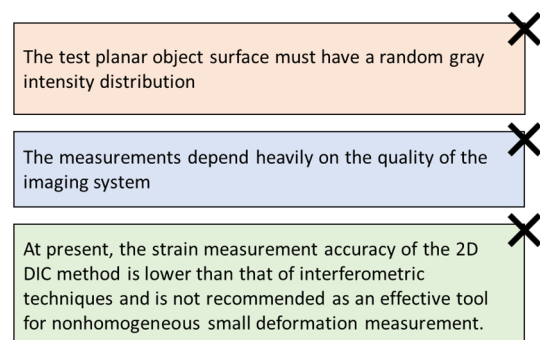 The test planar object surface must have a random gray
intensity distribution
The measurements depend heavily on the quality of the
imaging system
At present, the strain measurement accuracy of the 2D
DIC method is lower than that of interferometric
techniques and is not recommended as an effective tool
for nonhomogeneous small deformation measurement.